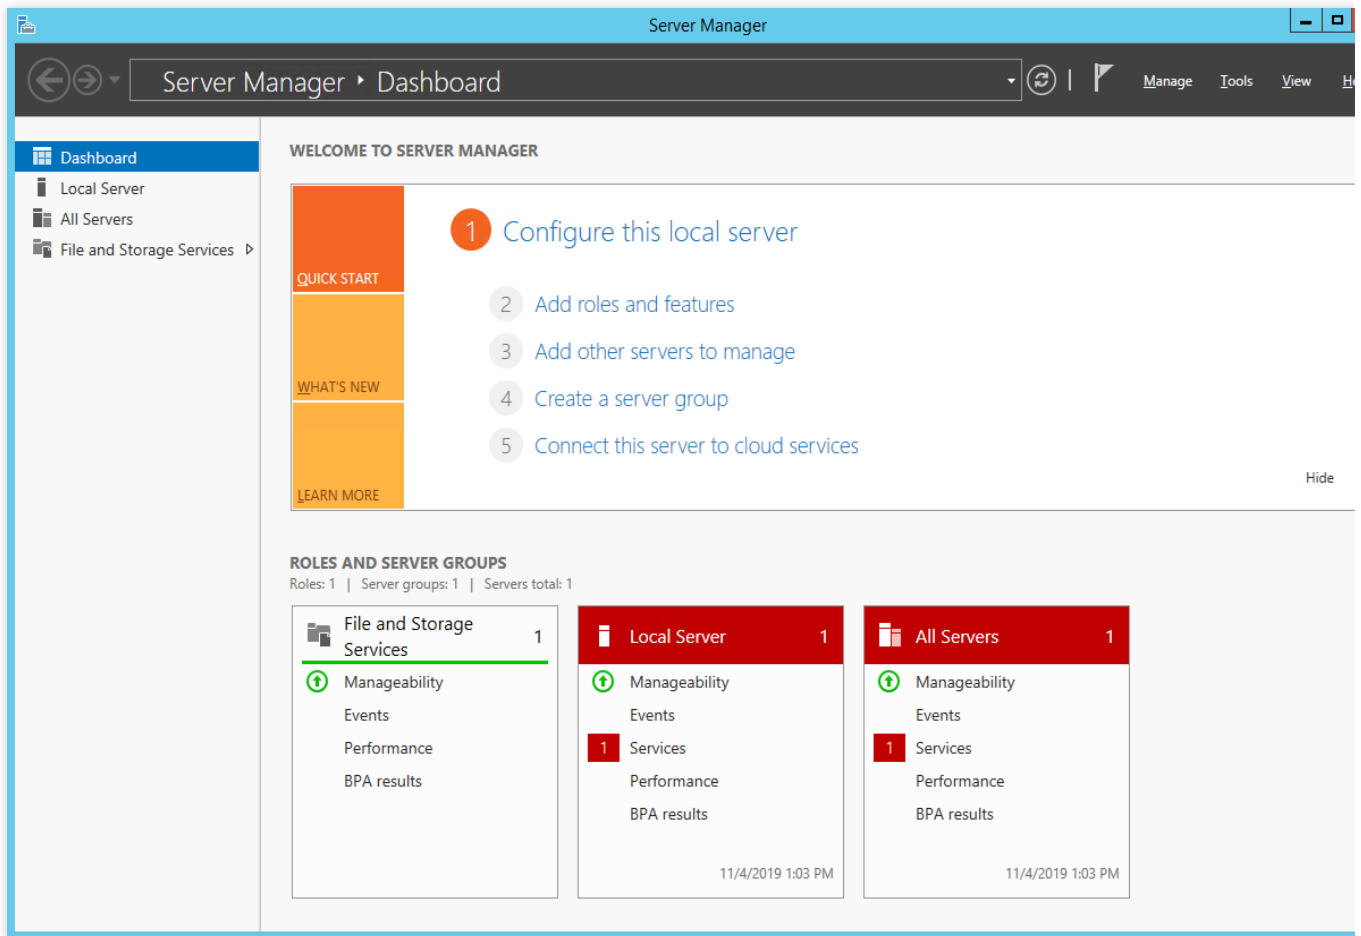 Server Manager
Server Manager ‣ Dashboard
Manage Tools View
Dashboard
Local Server
All Servers
File and Storage Services
WELCOME TO SERVER MANAGER
QUICK START
WHAT'S NEW
LEARN MORE
1 Configure this local server
2 Add roles and features
3 Add other servers to manage
4 Create a server group
5 Connect this server to cloud services
Hide
ROLES AND SERVER GROUPS
Roles: 1 | Server groups: 1 | Servers total: 1
File and Storage
Services 1
Manageability
Events
Performance
BPA results
Local Server 1
Manageability
Events
1 Services
Performance
BPA results
11/4/2019 1:03 PM
All Servers 1
Manageability
Events
1 Services
Performance
BPA results
11/4/2019 1:03 PM